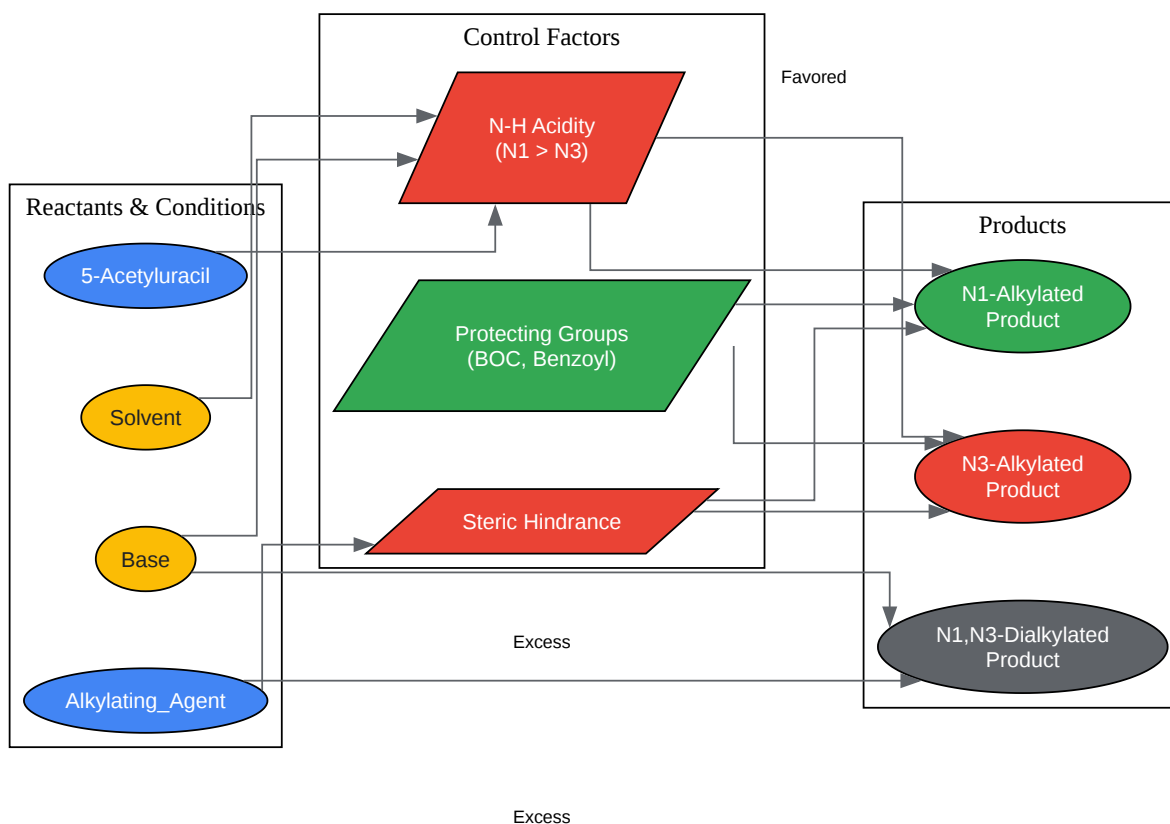 Control Factors
Favored
N-H Acidity
(N1 > N3)
Reactants & Conditions
5-Acetyluracil
Solvent
Base
Alkylating_Agent
Protecting Groups
(BOC, Benzoyl)
Steric Hindrance
Products
N1-Alkylated
Product
N3-Alkylated
Product
N1,N3-Dialkylated
Product
Excess
Excess